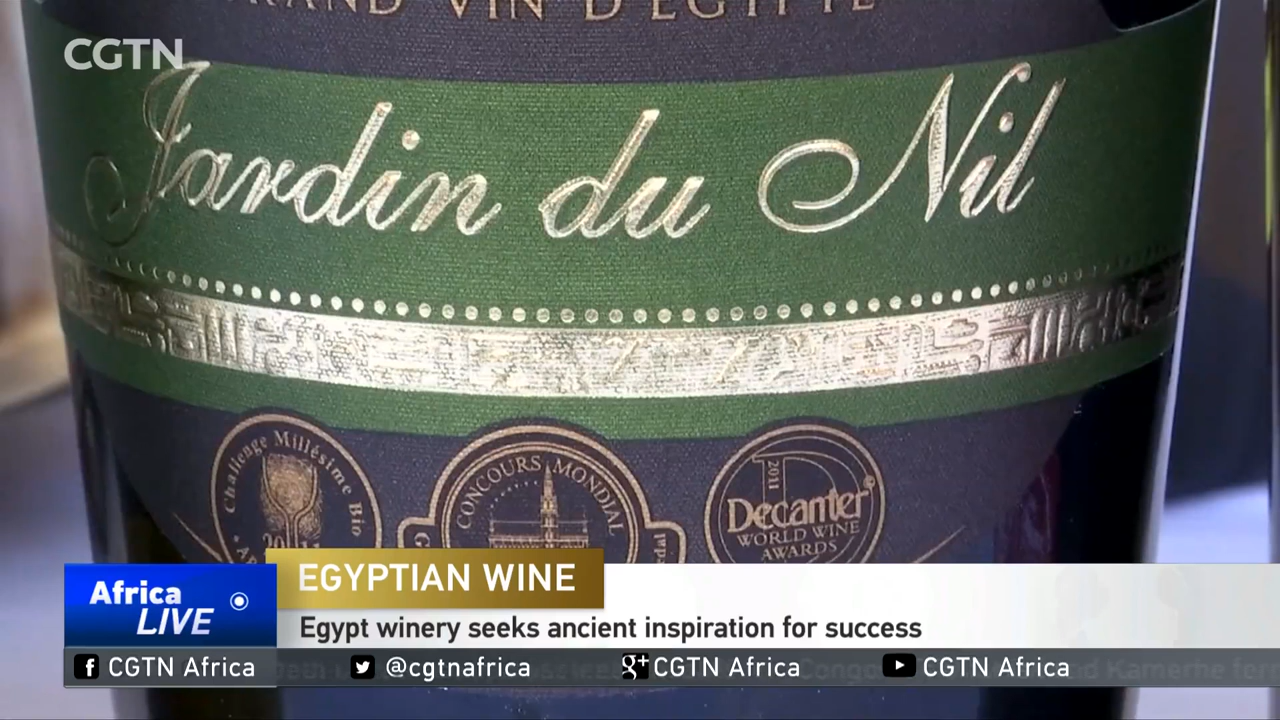 GRAND VIN D'EGYPTE
CGTN
Jardin du Nil
Challenge Millésime Bio
CONCOURS MONDIAL
2011
Decanter®
WORLD WINE
AWARDS
EGYPTIAN WINE
Africa
LIVE
Egypt winery seeks ancient inspiration for success
CGTN Africa
@cgtnafrica
g+ CGTN Africa
CGTN Africa